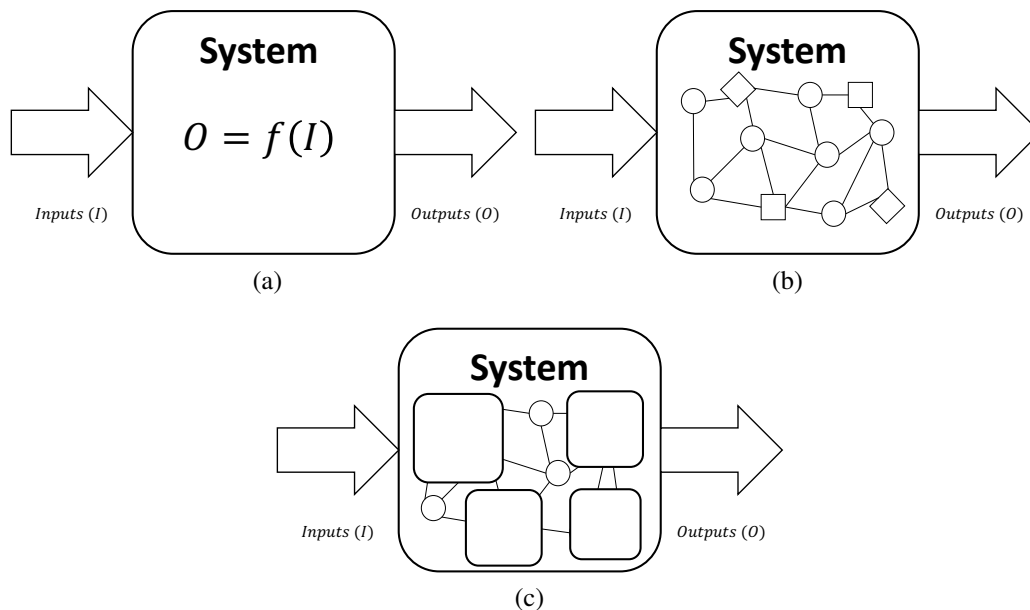 System
O = f(I)
Inputs (I)
Outputs (O)
(a)
System
Inputs (I)
Outputs (O)
(b)
System
Inputs (I)
Outputs (O)
(c)